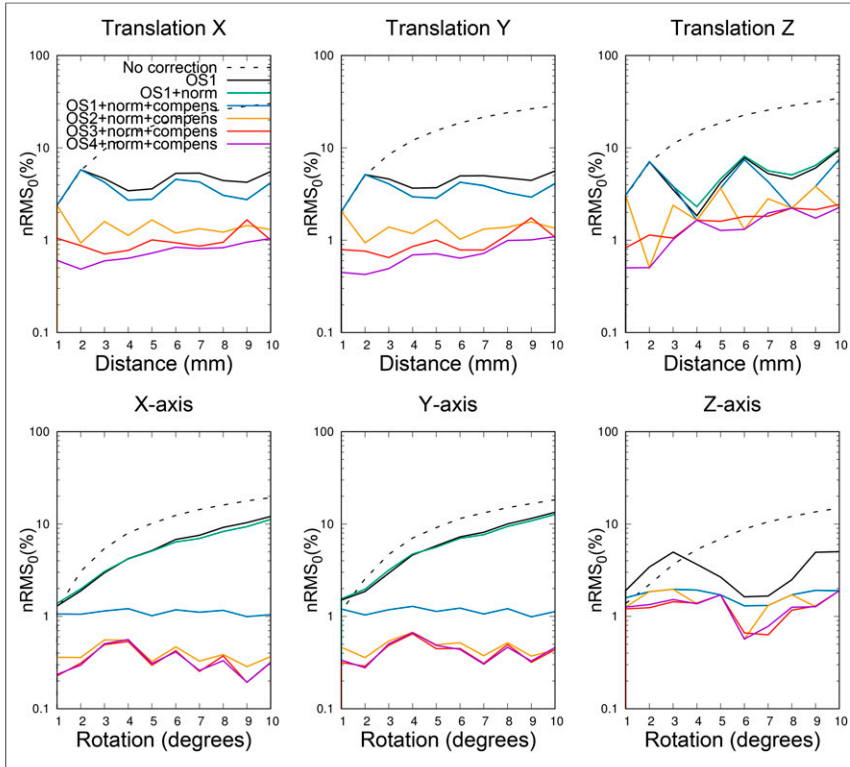 Translation X
Translation Y
Translation Z
100
10
1
0.1
nRMS0(%)
No correction
OS1
OS1+norm
OS1+norm+compens
OS2+norm+compens
OS3+norm+compens
OS4+norm+compens
1 2 3 4 5 6 7 8 9 10
Distance (mm)
100
10
1
0.1
nRMS0(%)
1 2 3 4 5 6 7 8 9 10
Distance (mm)
100
10
1
0.1
nRMS0(%)
1 2 3 4 5 6 7 8 9 10
Distance (mm)
X-axis
Y-axis
Z-axis
100
10
1
0.1
nRMS0(%)
1 2 3 4 5 6 7 8 9 10
Rotation (degrees)
100
10
1
0.1
nRMS0(%)
1 2 3 4 5 6 7 8 9 10
Rotation (degrees)
100
10
1
0.1
nRMS0(%)
1 2 3 4 5 6 7 8 9 10
Rotation (degrees)